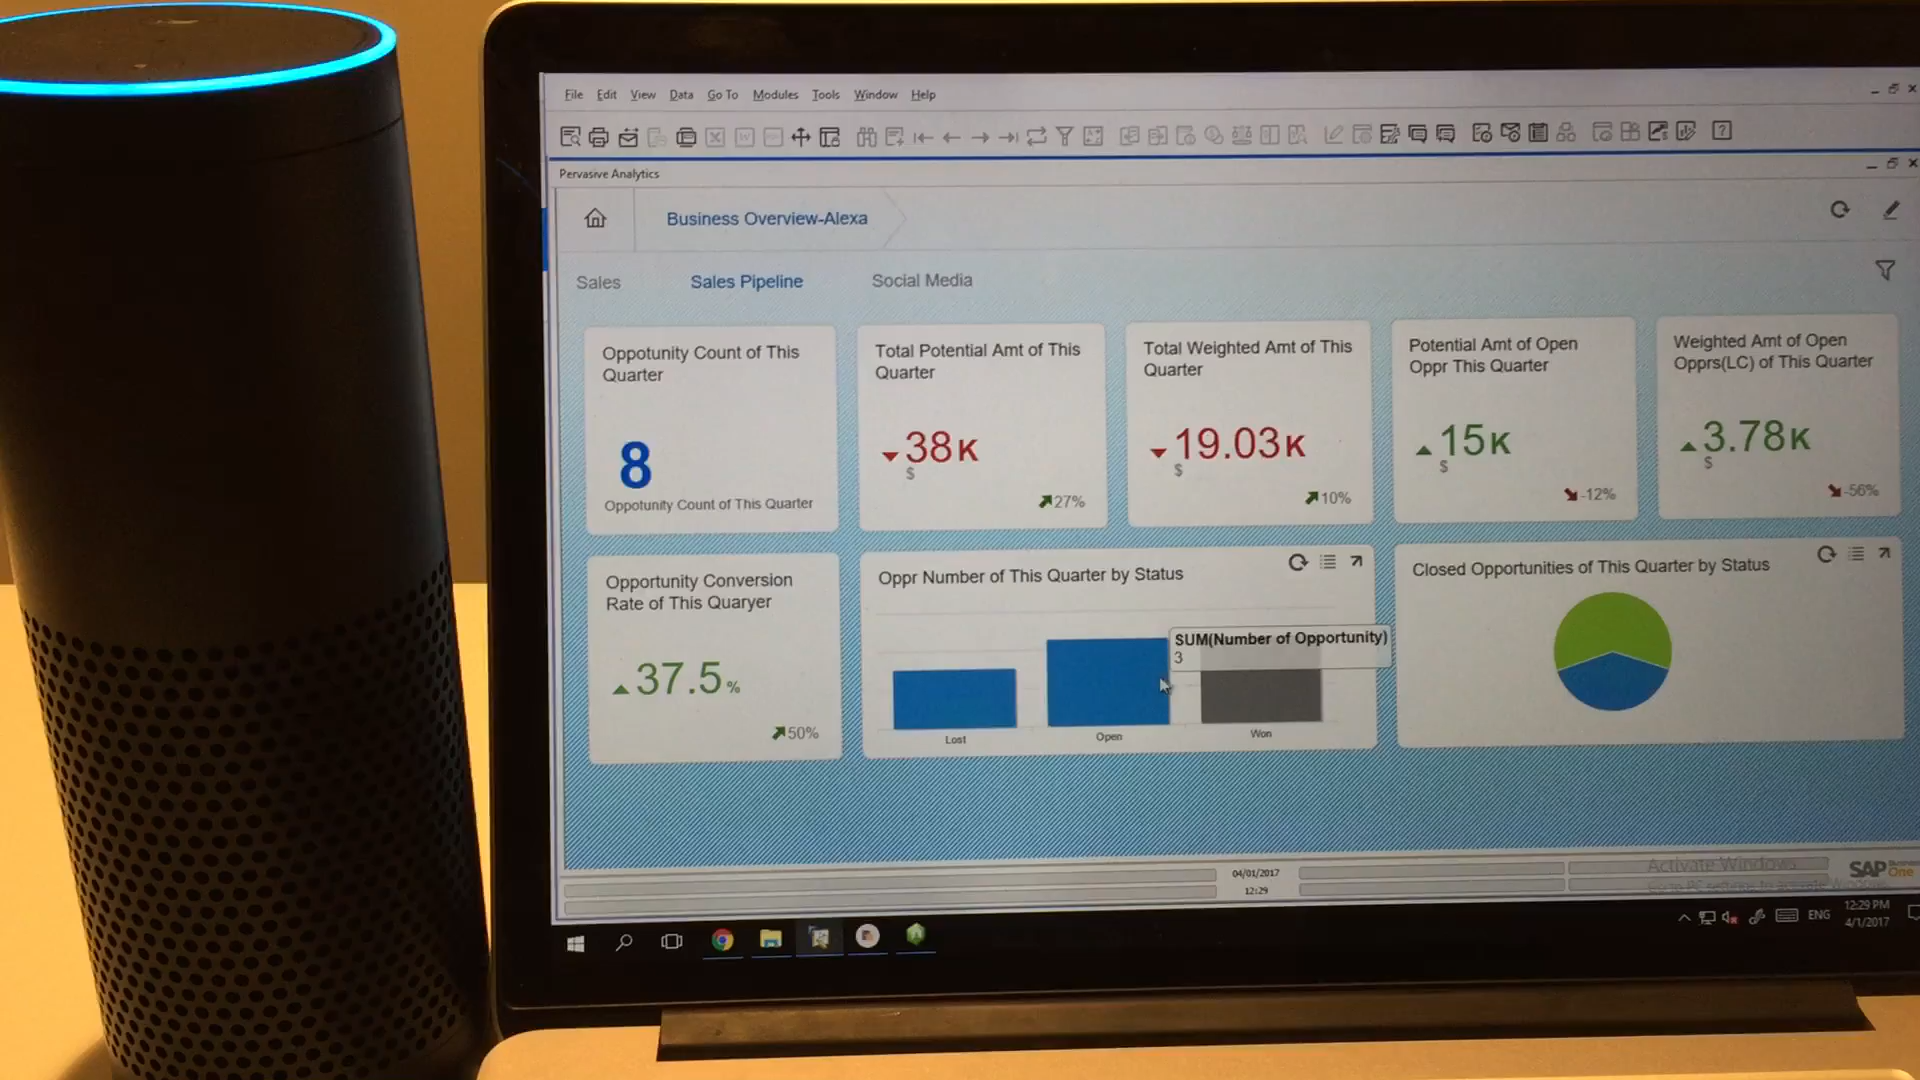 File Edit View Data Go To Modules Tools Window Help
Pervasive Analytics
Business Overview-Alexa
Sales Sales Pipeline Social Media
Oppotunity Count of This
Quarter
8
Oppotunity Count of This Quarter
Total Potential Amt of This
Quarter
38K
$
27%
Total Weighted Amt of This
Quarter
19.03K
$
10%
Potential Amt of Open
Oppr This Quarter
15K
$
-12%
Weighted Amt of Open
Opprs(LC) of This Quarter
3.78K
$
-56%
Opportunity Conversion
Rate of This Quaryer
37.5%
50%
Oppr Number of This Quarter by Status
SUM(Number of Opportunity)
3
Lost Open Won
Closed Opportunities of This Quarter by Status
04/01/2017
12:29
Activate Windows
SAP
One
ENG
12:29 PM
4/1/2017